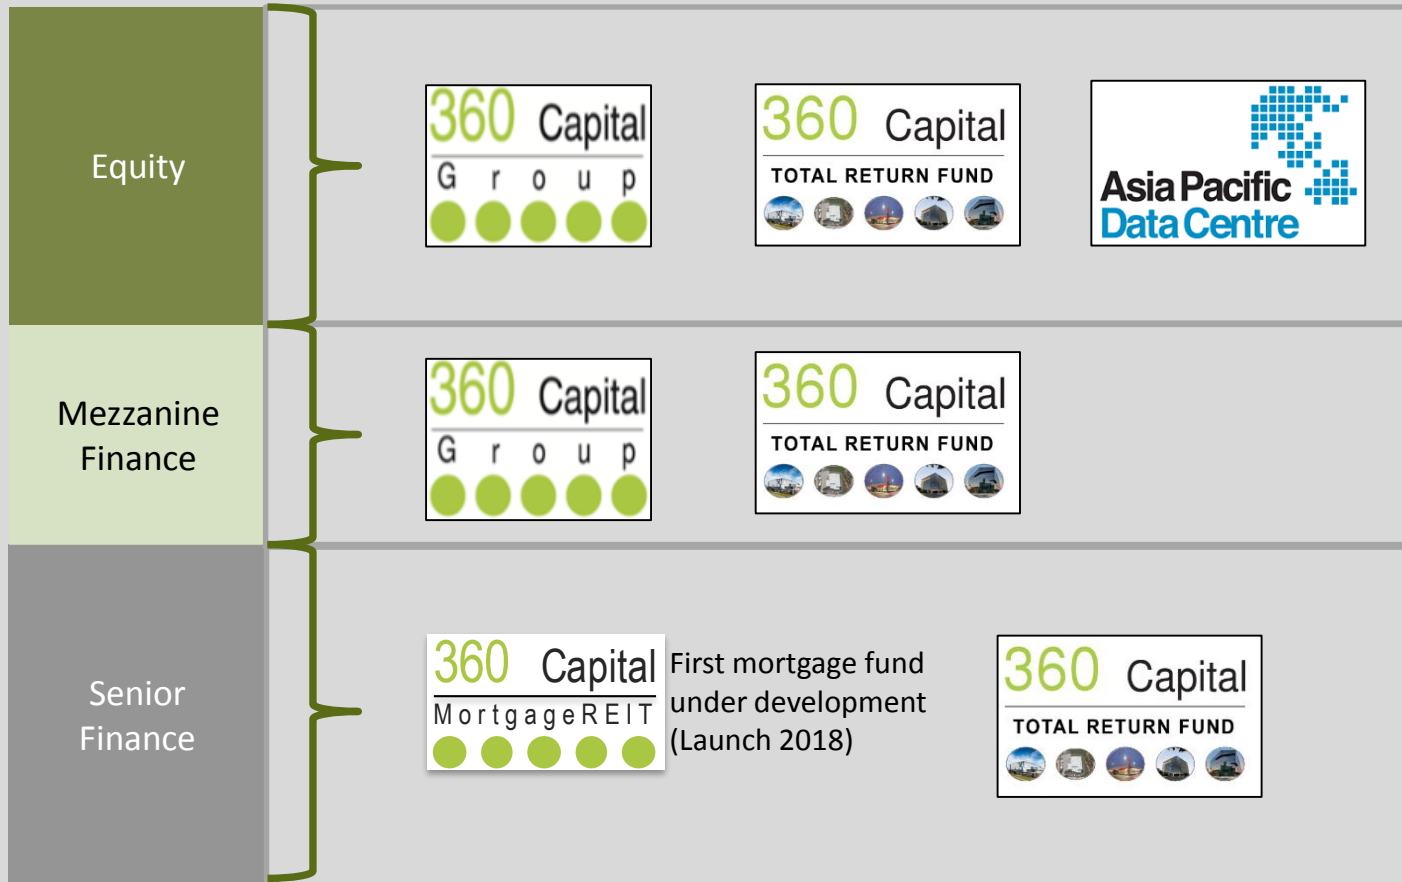 Equity
360 Capital
Group
360 Capital
TOTAL RETURN FUND
Asia Pacific
Data Centre
Mezzanine
Finance
360 Capital
Group
360 Capital
TOTAL RETURN FUND
Senior
Finance
360 Capital
MortgageREIT
First mortgage fund
under development
(Launch 2018)
360 Capital
TOTAL RETURN FUND